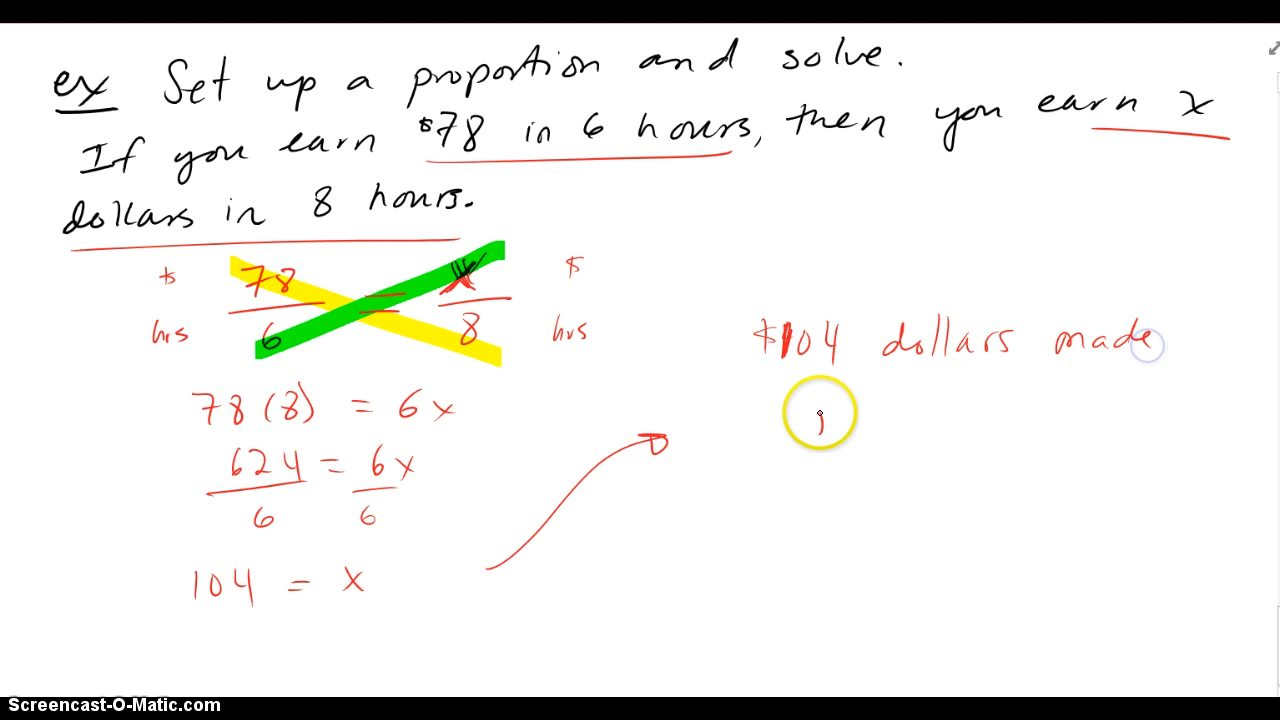 ex Set up a proportion and solve.
If you earn $78 in 6 hours, then you earn x
dollars in 8 hours.
$ 78 = x $
hrs 6 8 hrs
78(8) = 6x
624 = 6x
6 6
104 = x
$104 dollars made
i
Screencast-O-Matic.com